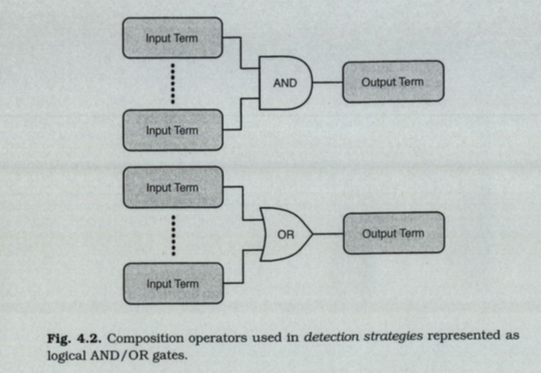 Input Term
AND
Output Term
Input Term
Input Term
OR
Output Term
Input Term
Fig. 4.2. Composition operators used in detection strategies represented as
logical AND/OR gates.